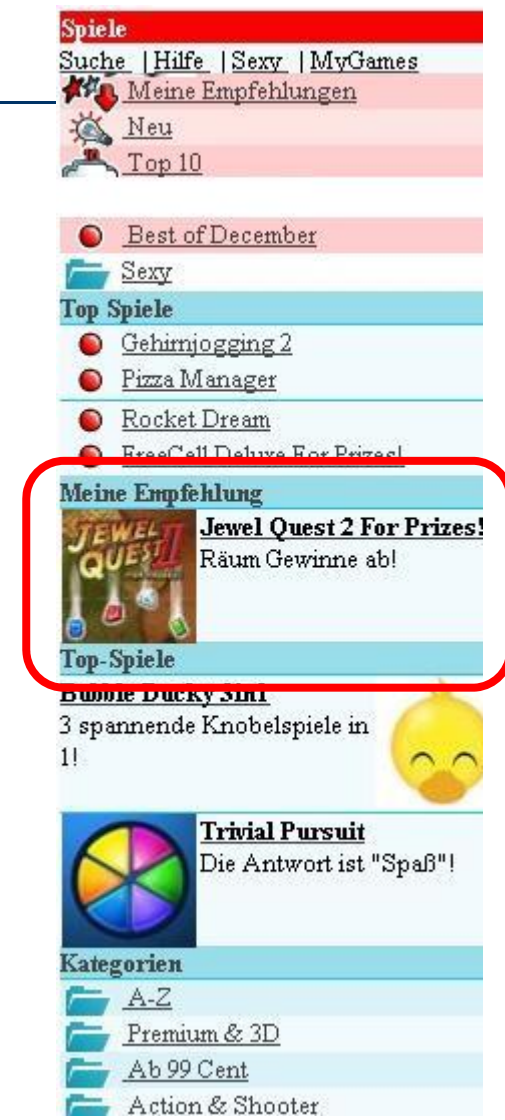 Spiele
Suche | Hilfe | Sexy | MyGames
Meine Empfehlungen
Neu
10
Top 10
Best of December
Sexy
Top Spiele
Gehirnjogging 2
Pizza Manager
Rocket Dream
FreeCell Deluxe For Prizes!
Meine Empfehlung
JEWEL
QUEST II
Jewel Quest 2 For Prizes!
Räum Gewinne ab!
Top-Spiele
Bubble Ducky 3in1
3 spannende Knobelspiele in
1!
Trivial Pursuit
Die Antwort ist "Spaß"!
Kategorien
A-Z
Premium & 3D
Ab 99 Cent
Action & Shooter